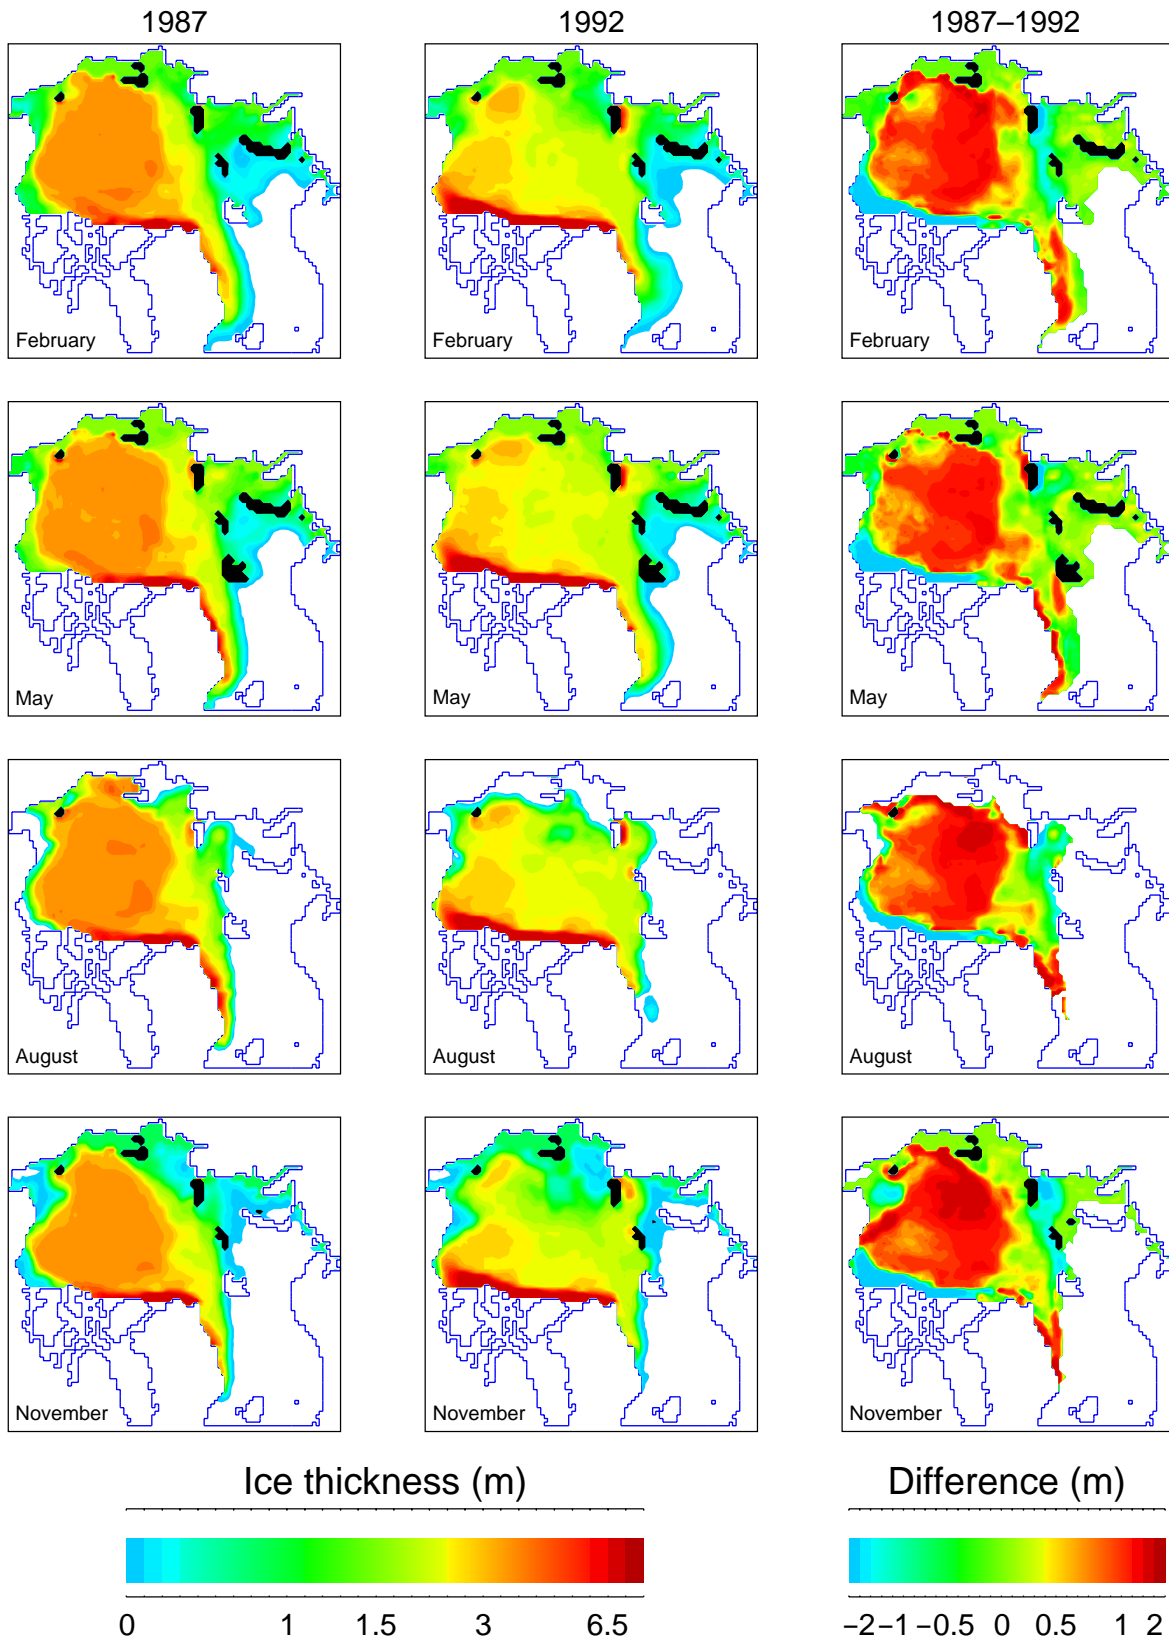 1987 1992 1987–1992
February February February
May May May
August August August
November November November
Ice thickness (m) Difference (m)
0 1 1.5 3 6.5 −2 −1 −0.5 0 0.5 1 2